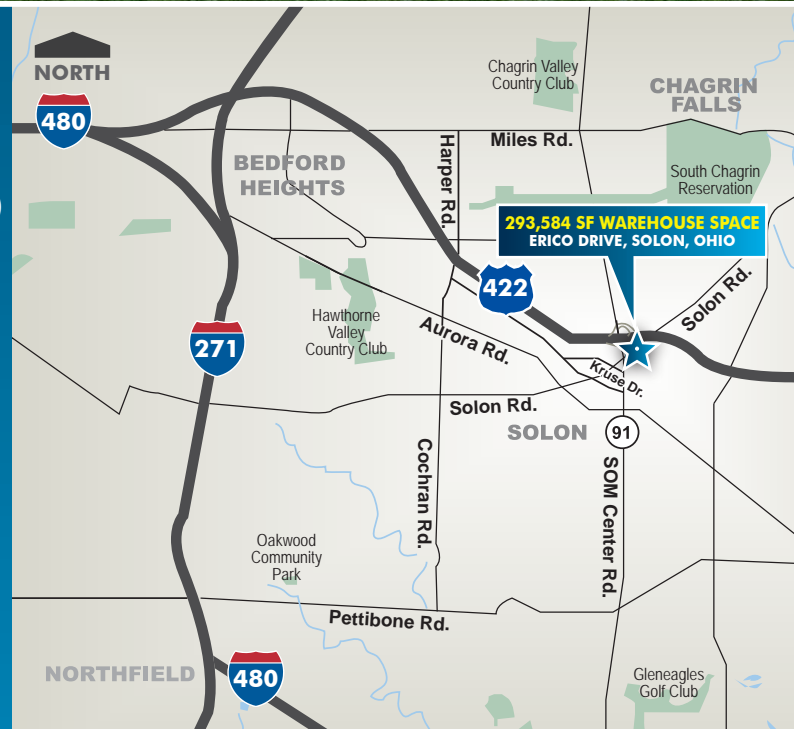 NORTH
480
Chagrin Valley
Country Club
CHAGRIN
FALLS
Miles Rd.
Harper Rd.
BEDFORD
HEIGHTS
South Chagrin
Reservation
293,584 SF WAREHOUSE SPACE
ERICO DRIVE, SOLON, OHIO
422
Solon Rd.
271
Hawthorne
Valley
Country Club
Aurora Rd.
Kruse Dr.
Solon Rd.
SOLON
91
Cochran Rd.
SOM Center Rd.
Oakwood
Community
Park
Pettibone Rd.
NORTHFIELD
480
Gleneagles
Golf Club